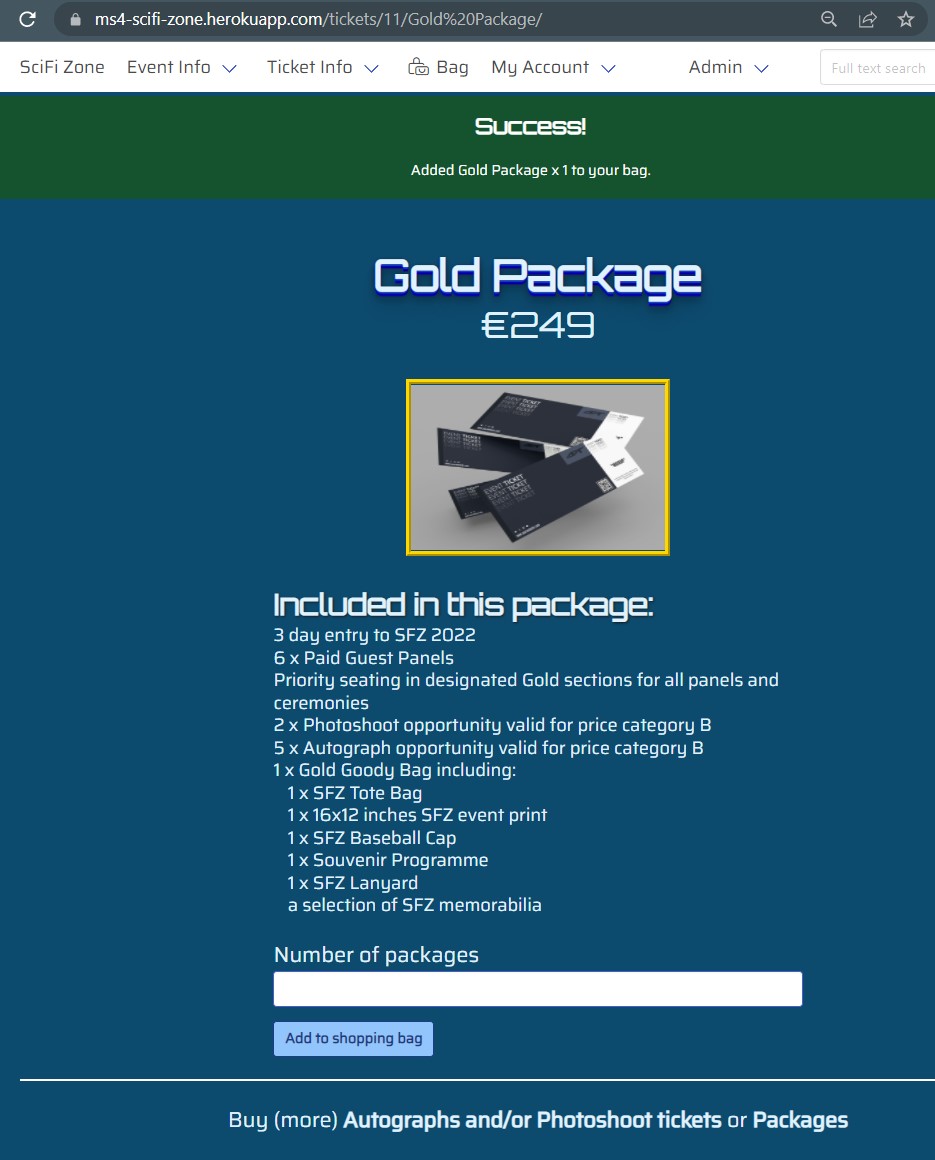 ms4-scifi-zone.herokuapp.com/tickets/11/Gold%20Package/
SciFi Zone Event Info Ticket Info Bag My Account Admin Full text search
Success!
Added Gold Package x 1 to your bag.
Gold Package
€249
EVENT TICKET
EVENT TICKET
EVENT TICKET
Included in this package:
3 day entry to SFZ 2022
6 x Paid Guest Panels
Priority seating in designated Gold sections for all panels and
ceremonies
2 x Photoshoot opportunity valid for price category B
5 x Autograph opportunity valid for price category B
1 x Gold Goody Bag including:
1 x SFZ Tote Bag
1 x 16x12 inches SFZ event print
1 x SFZ Baseball Cap
1 x Souvenir Programme
1 x SFZ Lanyard
a selection of SFZ memorabilia
Number of packages
Add to shopping bag
Buy (more) Autographs and/or Photoshoot tickets or Packages